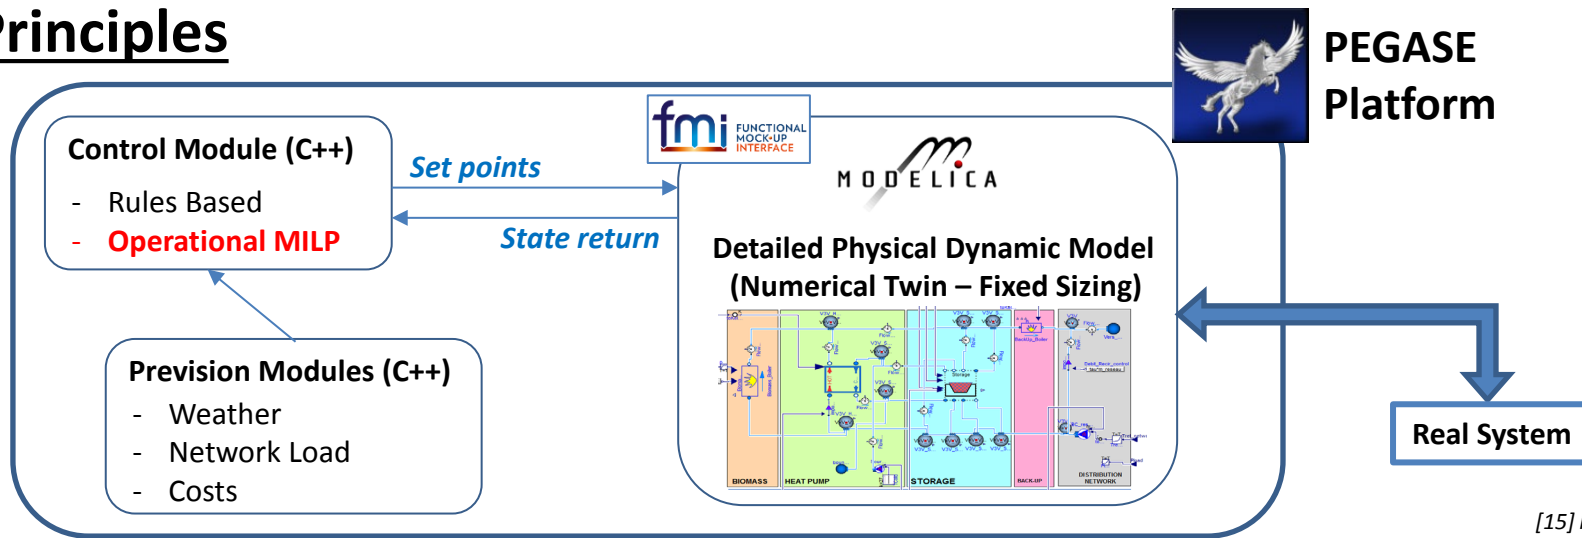 Principles
PEGASE
Platform
fmi FUNCTIONAL
MOCK-UP
INTERFACE
MODELICA
Control Module (C++)
- Rules Based
- Operational MILP
Set points
State return
Detailed Physical Dynamic Model
(Numerical Twin – Fixed Sizing)
Prevision Modules (C++)
- Weather
- Network Load
- Costs
Storage
BackUp_Boiler
BIOMASS
HEAT PUMP
STORAGE
BACK-UP
DISTRIBUTION
NETWORK
Real System
[15]